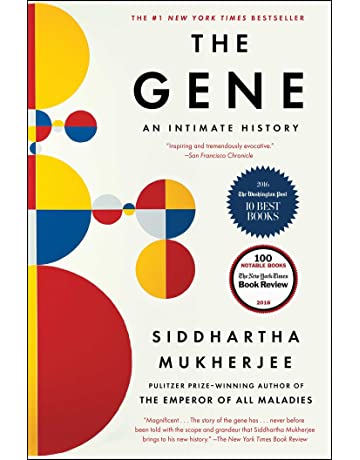 THE #1 NEW YORK TIMES BESTSELLER
THE
GENE
AN INTIMATE HISTORY
"Inspiring and tremendously evocative."
—San Francisco Chronicle
2016
The Washington Post
10 BEST
BOOKS
100
NOTABLE BOOKS
The New York Times
Book Review
2016
SIDDHARTHA
MUKHERJEE
PULITZER PRIZE–WINNING AUTHOR OF
THE EMPEROR OF ALL MALADIES
"Magnificent . . . The story of the gene has . . . never before
been told with the scope and grandeur that Siddhartha Mukherjee
brings to his new history." —The New York Times Book Review